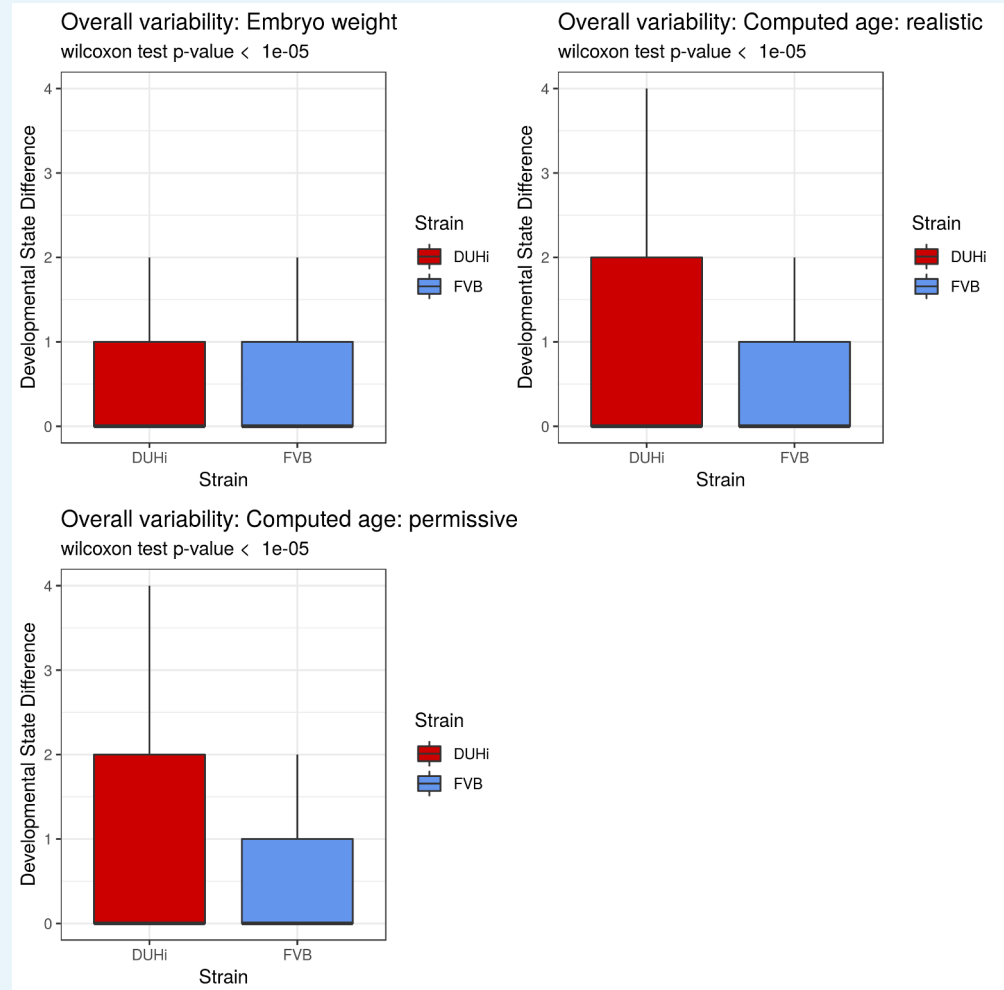 Overall variability: Embryo weight
wilcoxon test p-value <  1e-05
4
3
2
1
0
Developmental State Difference
DUHi
FVB
Strain
Strain
DUHi
FVB
Overall variability: Computed age: realistic
wilcoxon test p-value <  1e-05
4
3
2
1
0
Developmental State Difference
DUHi
FVB
Strain
Strain
DUHi
FVB
Overall variability: Computed age: permissive
wilcoxon test p-value <  1e-05
4
3
2
1
0
Developmental State Difference
DUHi
FVB
Strain
Strain
DUHi
FVB